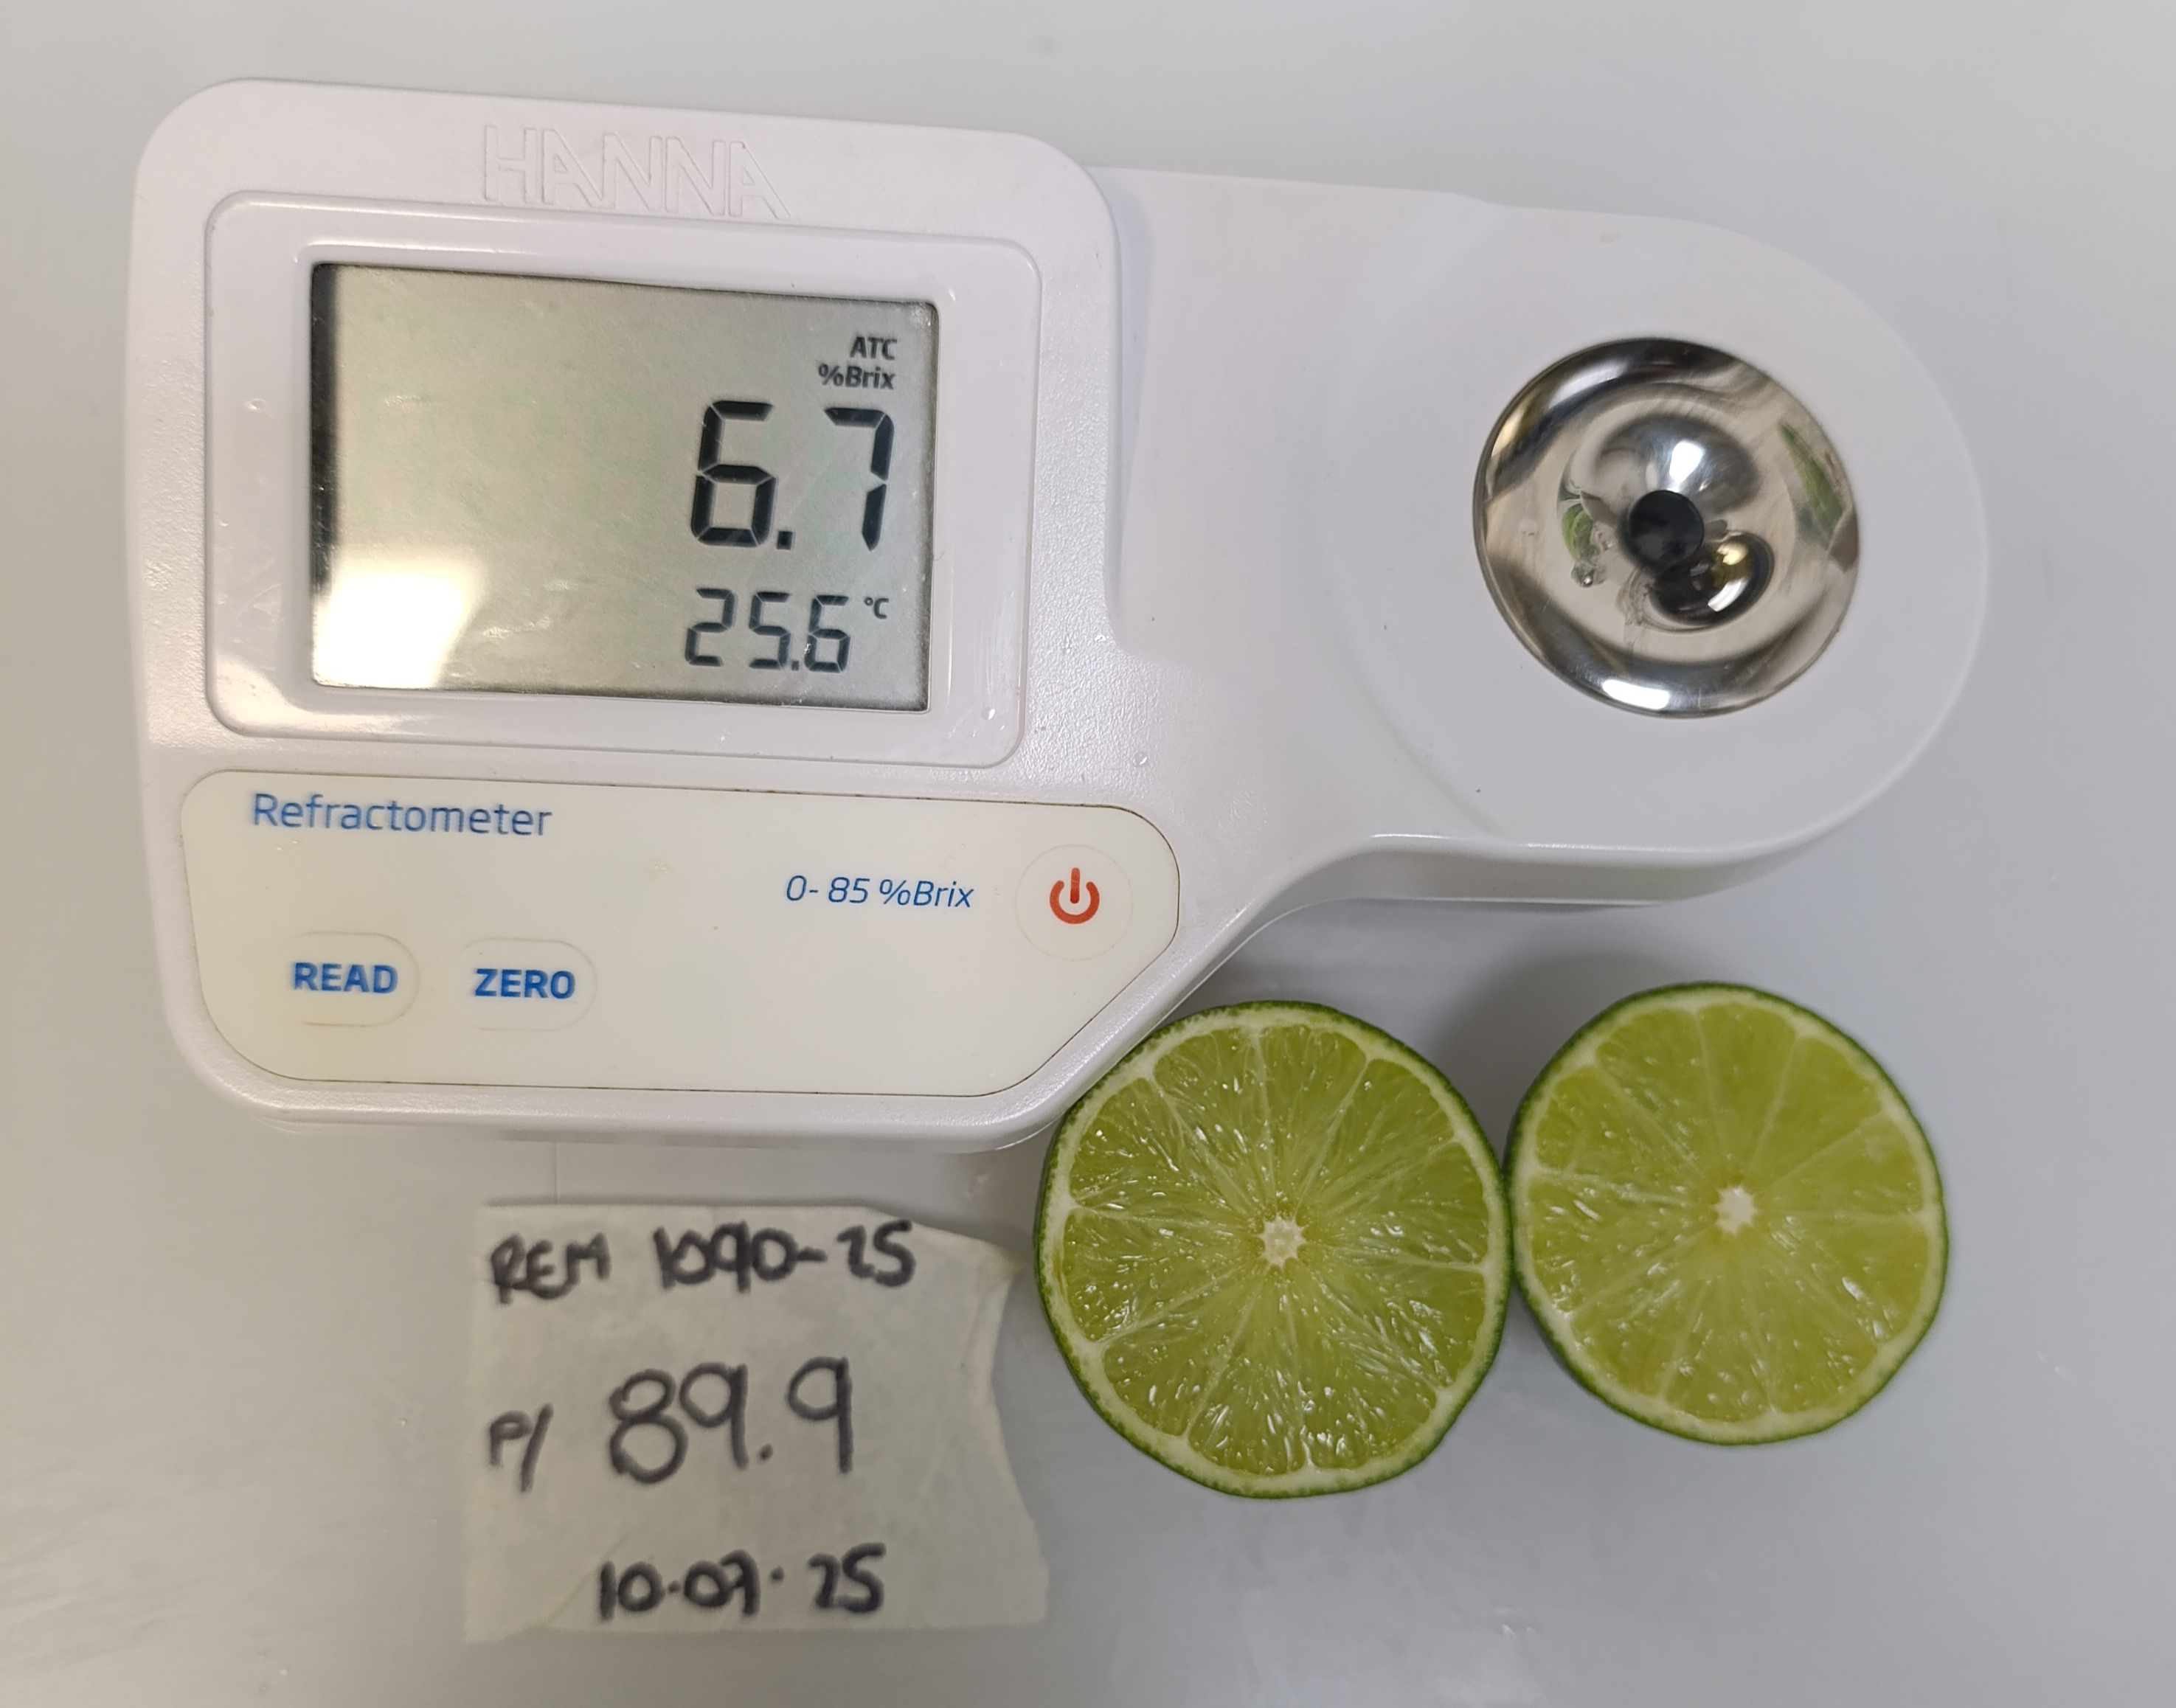 HANNA
ATC
%Brix
6.7
25.6 °C
Refractometer
0-85 %Brix
READ ZERO
REM 1090-25
P/ 89.9
10.07.25